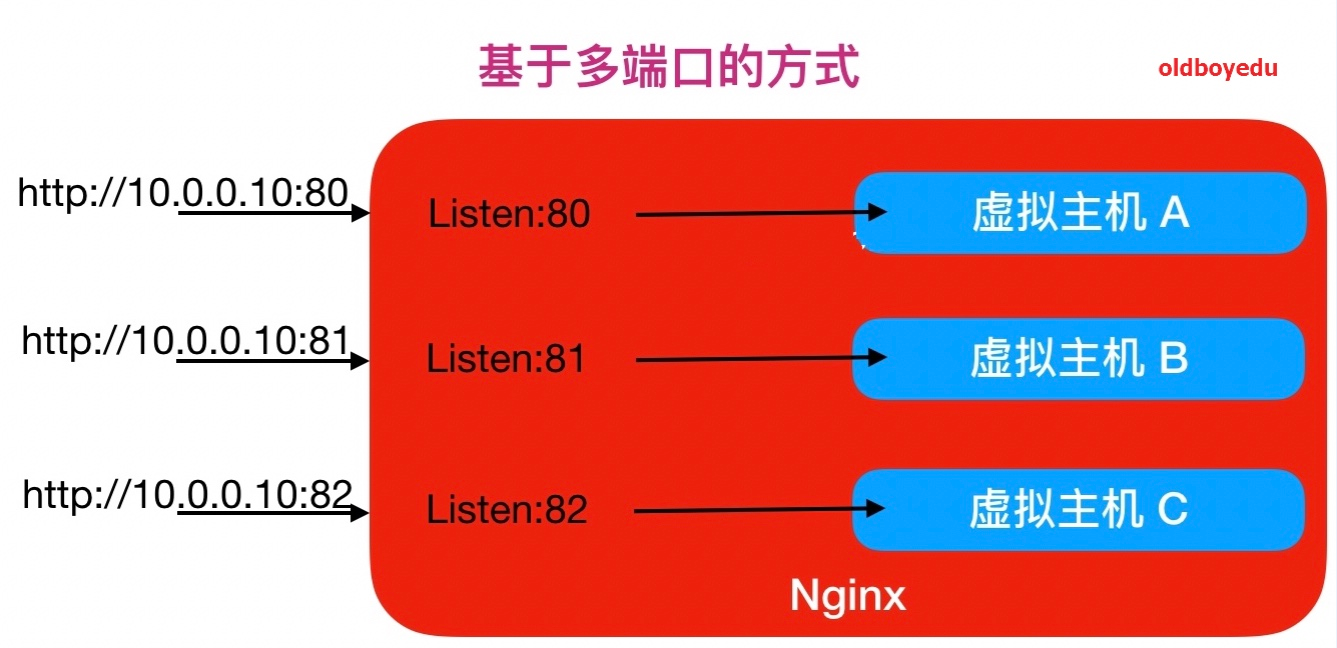 基于多端口的方式
oldboyedu
http://10.0.0.10:80
Listen:80
虚拟主机 A
http://10.0.0.10:81
Listen:81
虚拟主机 B
http://10.0.0.10:82
Listen:82
虚拟主机 C
Nginx